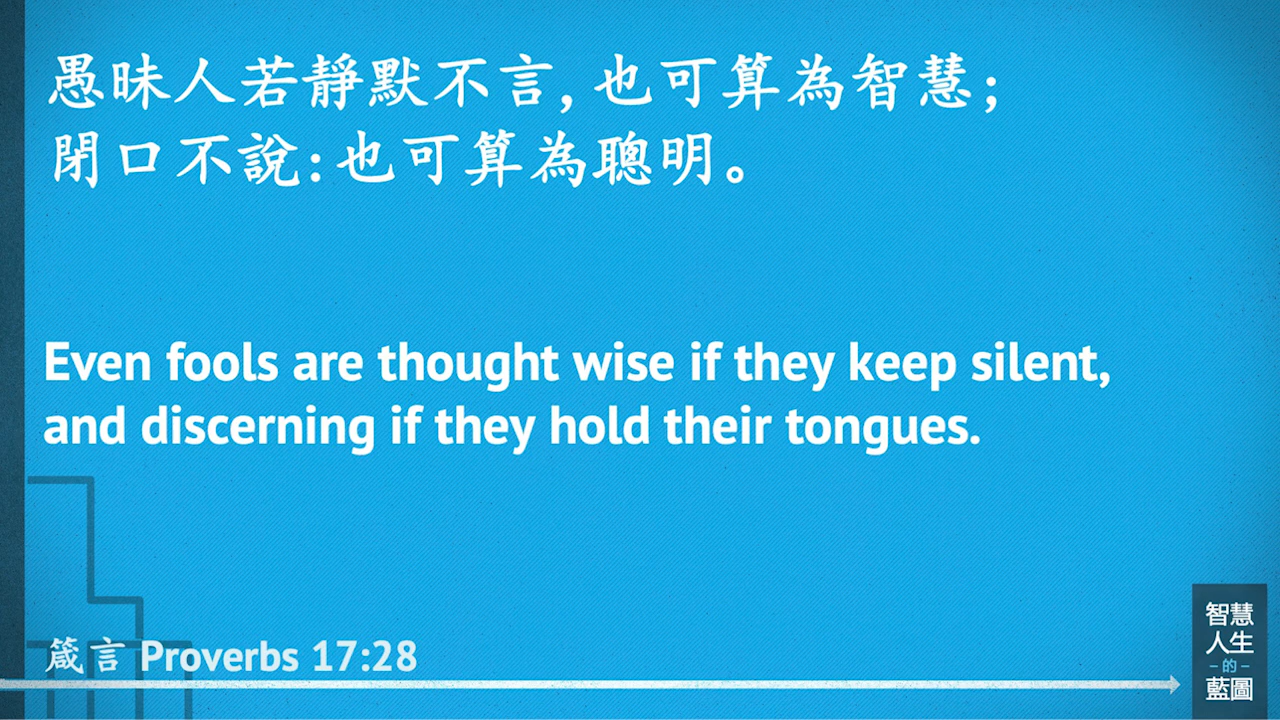 愚昧人若靜默不言,也可算為智慧;
閉口不說:也可算為聰明。
Even fools are thought wise if they keep silent,
and discerning if they hold their tongues.
箴言 Proverbs 17:28
智慧
人生
-的-
藍圖